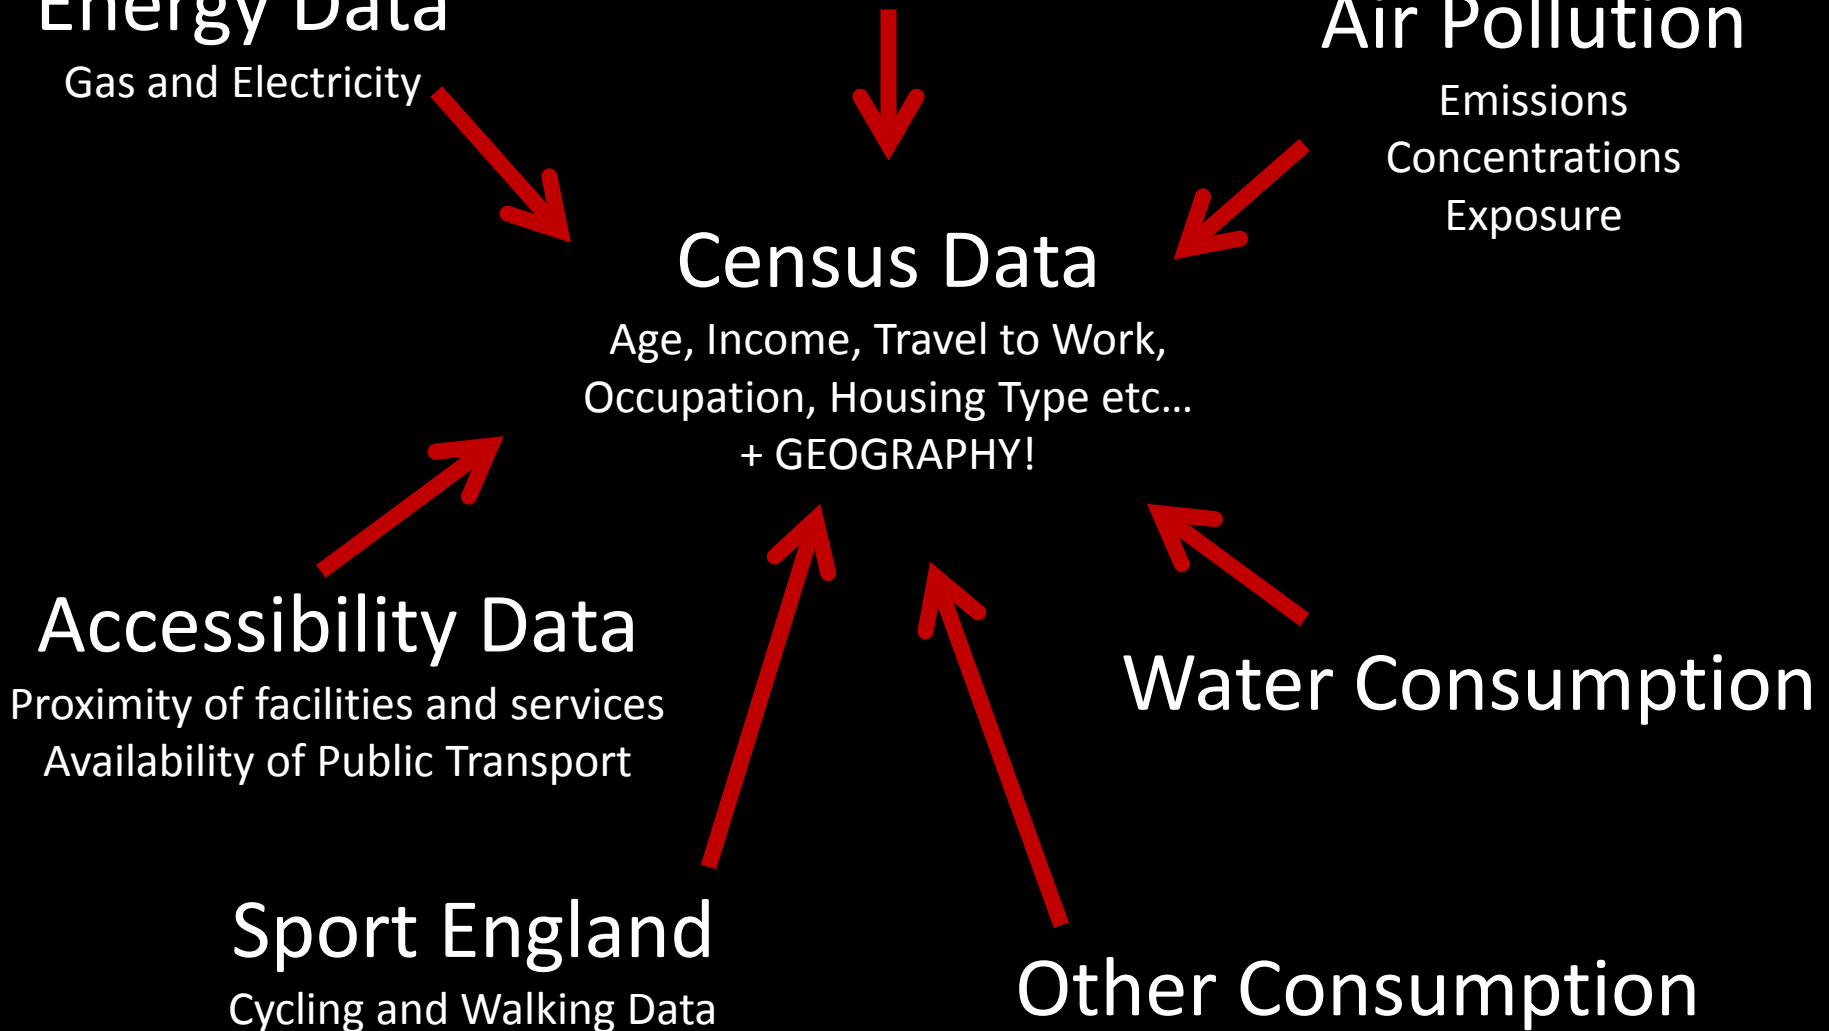 Energy Data
Gas and Electricity
Air Pollution
Emissions
Concentrations
Exposure
Census Data
Age, Income, Travel to Work,
Occupation, Housing Type etc…
+ GEOGRAPHY!
Accessibility Data
Proximity of facilities and services
Availability of Public Transport
Water Consumption
Sport England
Cycling and Walking Data
Other Consumption